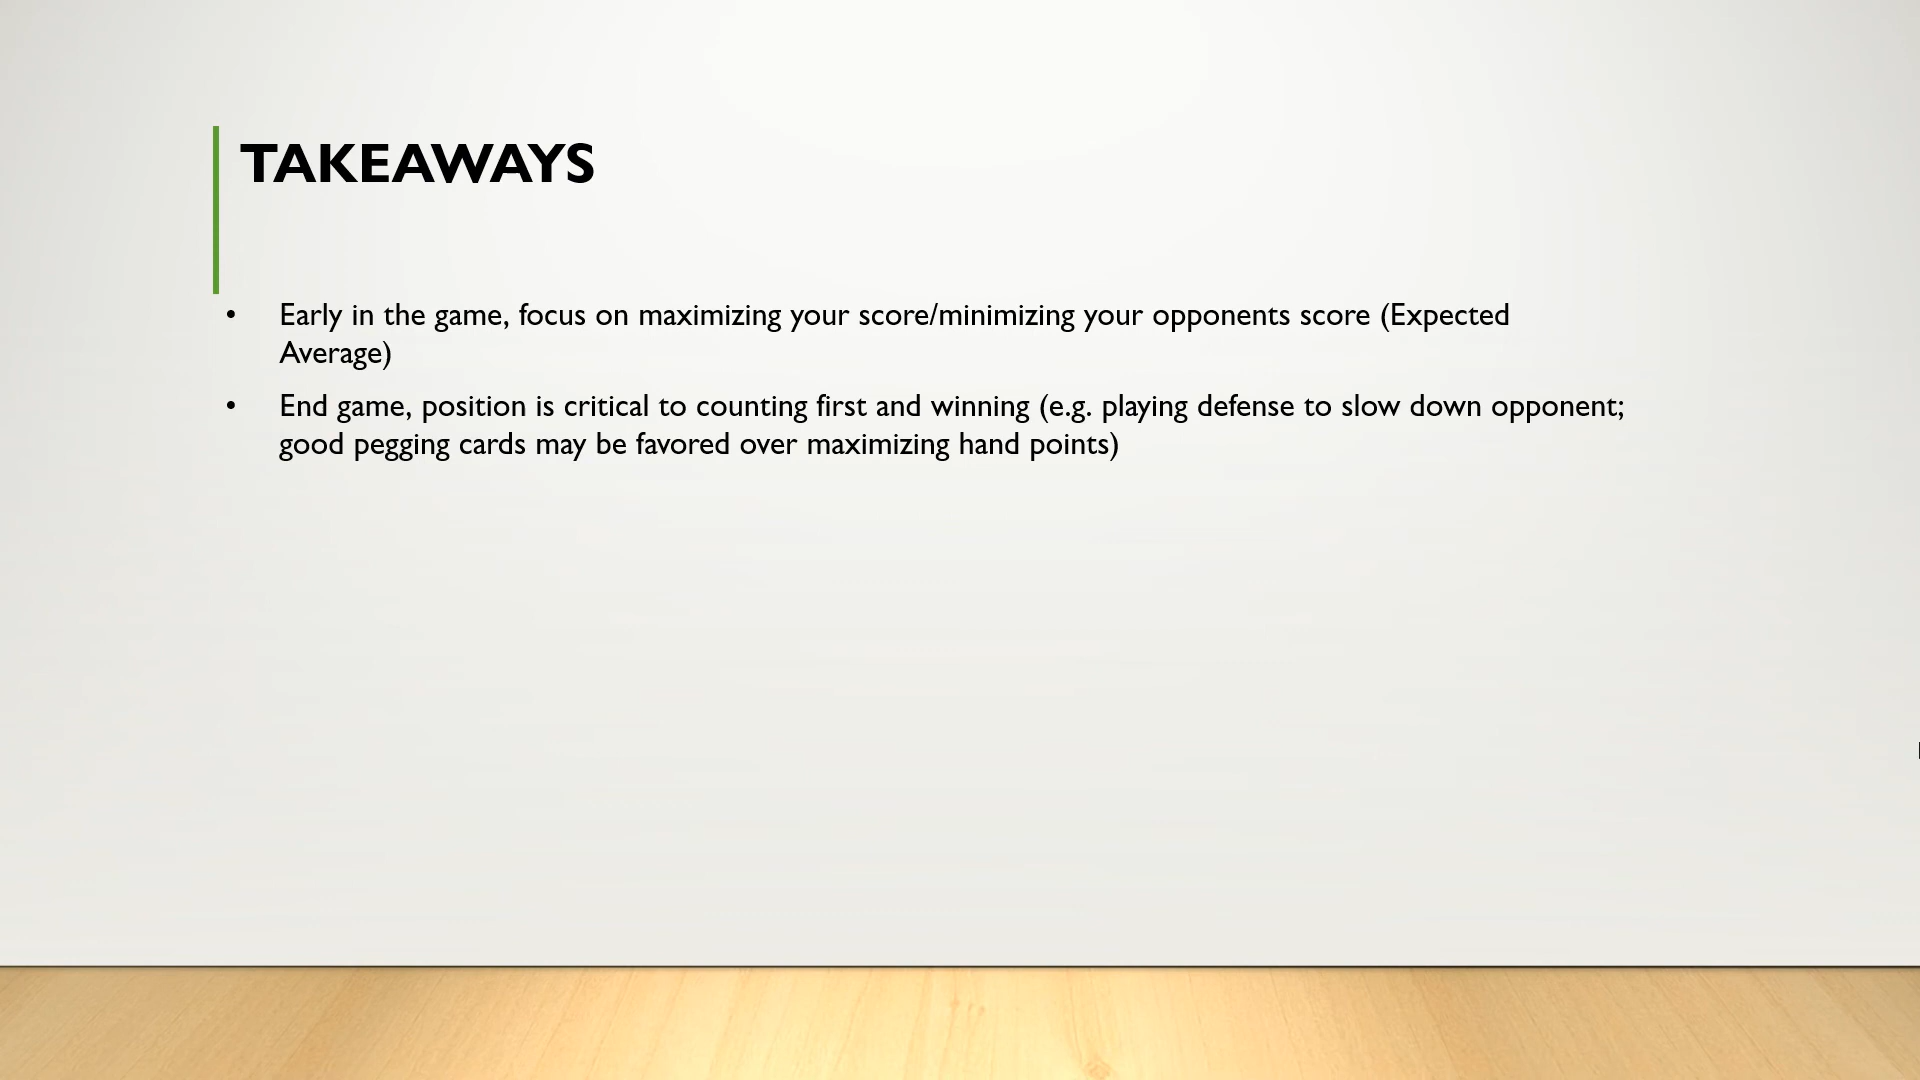 TAKEAWAYS
• Early in the game, focus on maximizing your score/minimizing your opponents score (Expected
Average)
• End game, position is critical to counting first and winning (e.g. playing defense to slow down opponent;
good pegging cards may be favored over maximizing hand points)